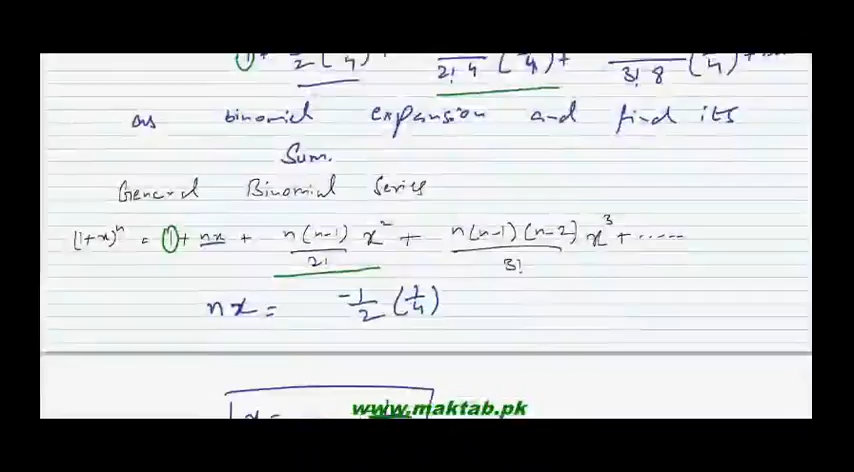 as binomial expansion and find its
Sum.
General Binomial Series
(1+x)^n = 1 + nx + n(n-1)/2! x^2 + n(n-1)(n-2)/3! x^3 + ......
nx = -1/2 (1/4)
x =
www.maktab.pk